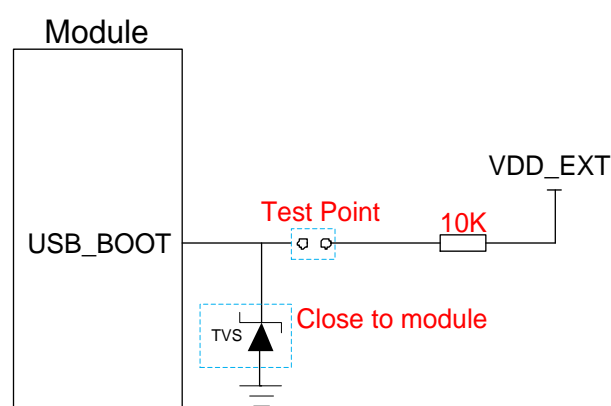 Module
VDD_EXT
Test Point
10K
USB_BOOT
Close to module
TVS